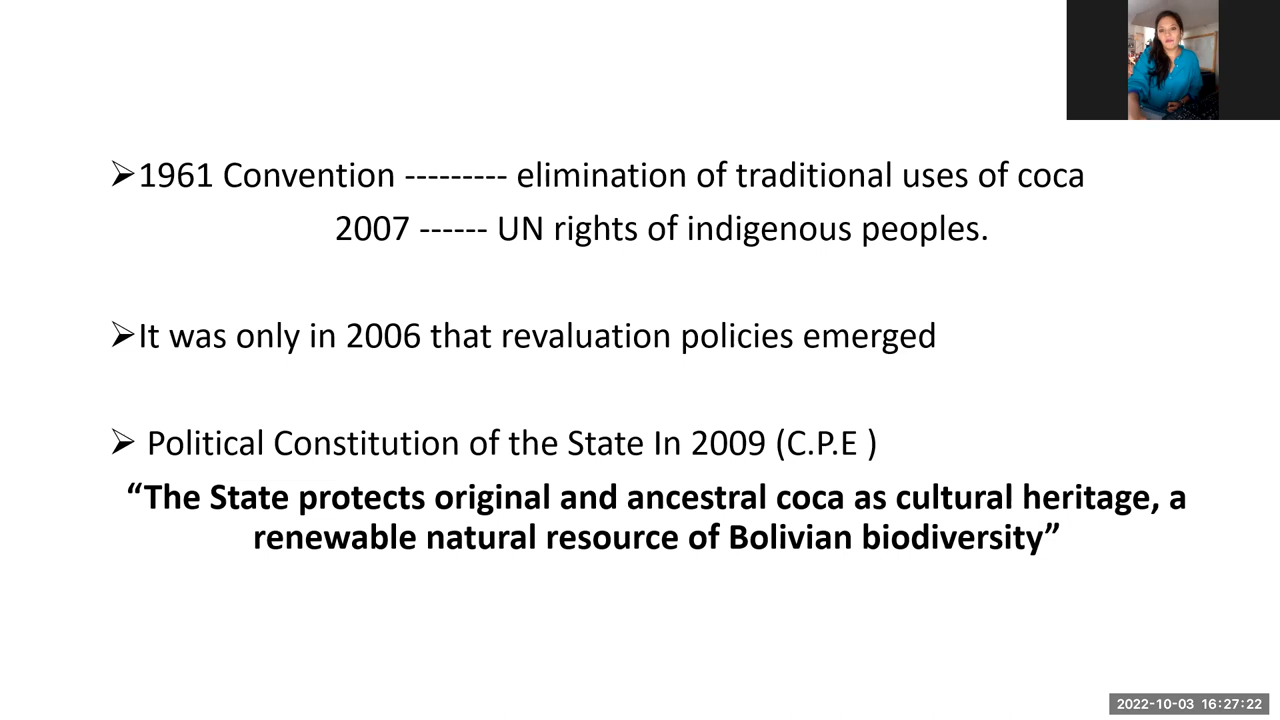 ➢1961 Convention --------- elimination of traditional uses of coca
2007 ------ UN rights of indigenous peoples.
➢It was only in 2006 that revaluation policies emerged
➢ Political Constitution of the State In 2009 (C.P.E )
“The State protects original and ancestral coca as cultural heritage, a
renewable natural resource of Bolivian biodiversity”
2022-10-03 16:27:22